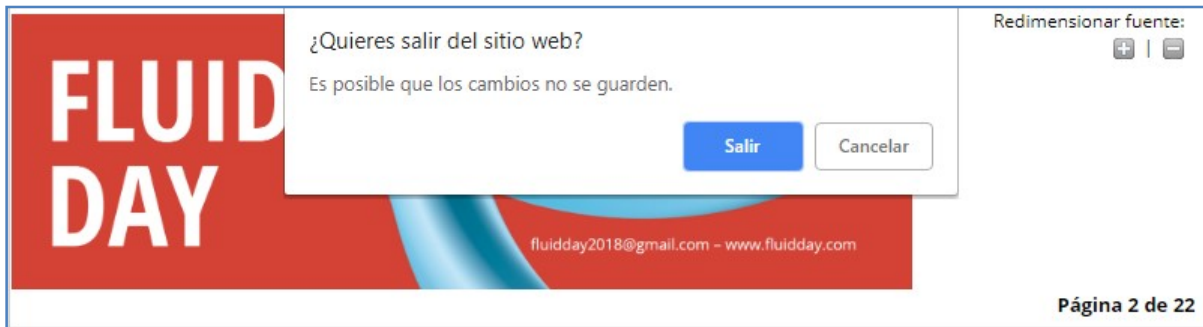 ¿Quieres salir del sitio web?
Es posible que los cambios no se guarden.
Salir
Cancelar
Redimensionar fuente:
+ | −
FLUID
DAY
fluidday2018@gmail.com – www.fluidday.com
Página 2 de 22